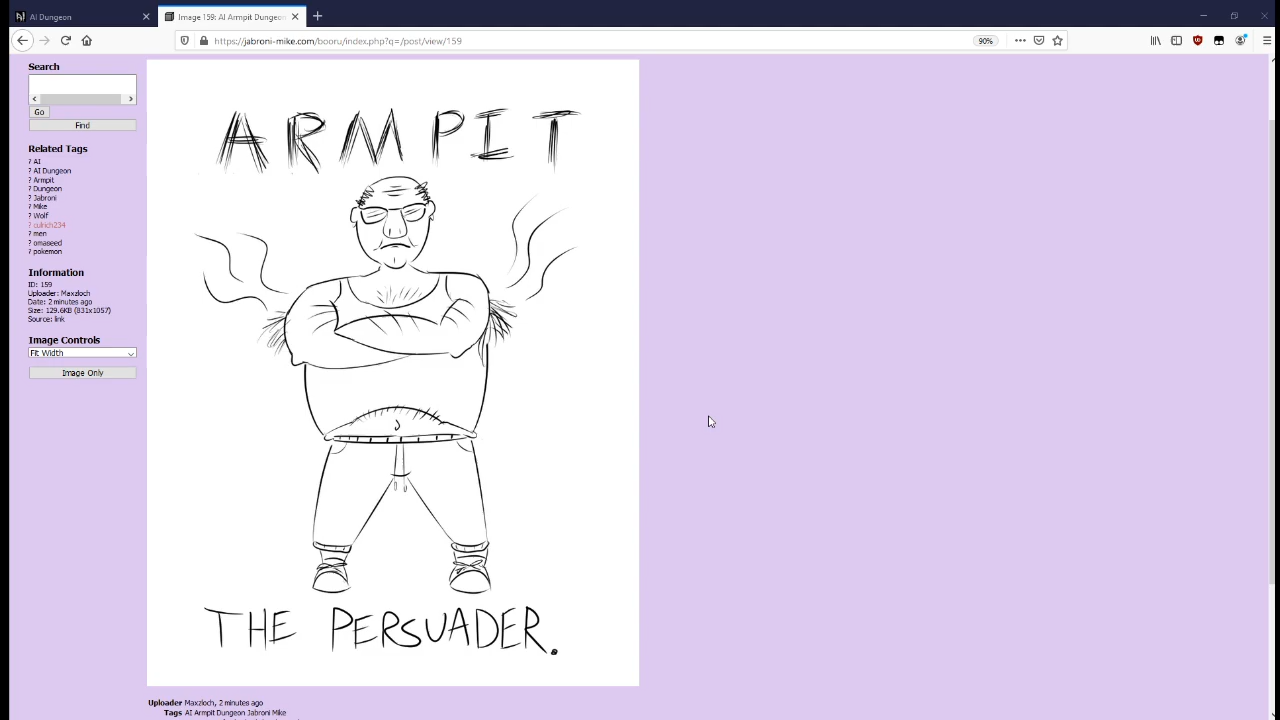 AI Dungeon
Image 159: AI Armpit Dungeon
https://jabroni-mike.com/booru/index.php?q=/post/view/159
90%
Search
Go
Find
Related Tags
? AI
? AI Dungeon
? Armpit
? Dungeon
? Jabroni
? Mike
? Wolf
? men
? omaseed
? pokemon
Information
ID: 159
Uploader: Maxzloch
Date: 2 minutes ago
Size: 129.6KB (831x1057)
Source: link
Image Controls
Fit Width
Image Only
ARMPIT
THE PERSUADER.
Uploader Maxzloch, 2 minutes ago
Tags AI Armpit Dungeon Jabroni Mike